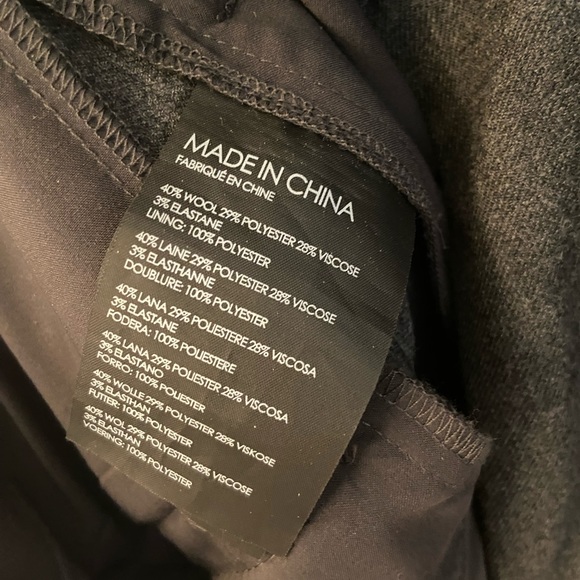 MADE IN CHINA
FABRIQUÉ EN CHINE
40% WOOL 29% POLYESTER 28% VISCOSE
3% ELASTANE
LINING: 100% POLYESTER
40% LAINE 29% POLYESTER 28% VISCOSE
3% ELASTHANNE
DOUBLURE: 100% POLYESTER
40% LANA 29% POLIESTERE 28% VISCOSA
3% ELASTANE
FODERA: 100% POLIESTERE
40% LANA 29% POLIESTER 28% VISCOSA
3% ELASTANO
FORRO: 100% POLIESTER
40% WOLLE 29% POLYESTER 28% VISKOSE
3% ELASTHAN
FUTTER: 100% POLYESTER
40% WOL 29% POLYESTER 28% VISCOSE
3% ELASTHAN
VOERING: 100% POLYESTER